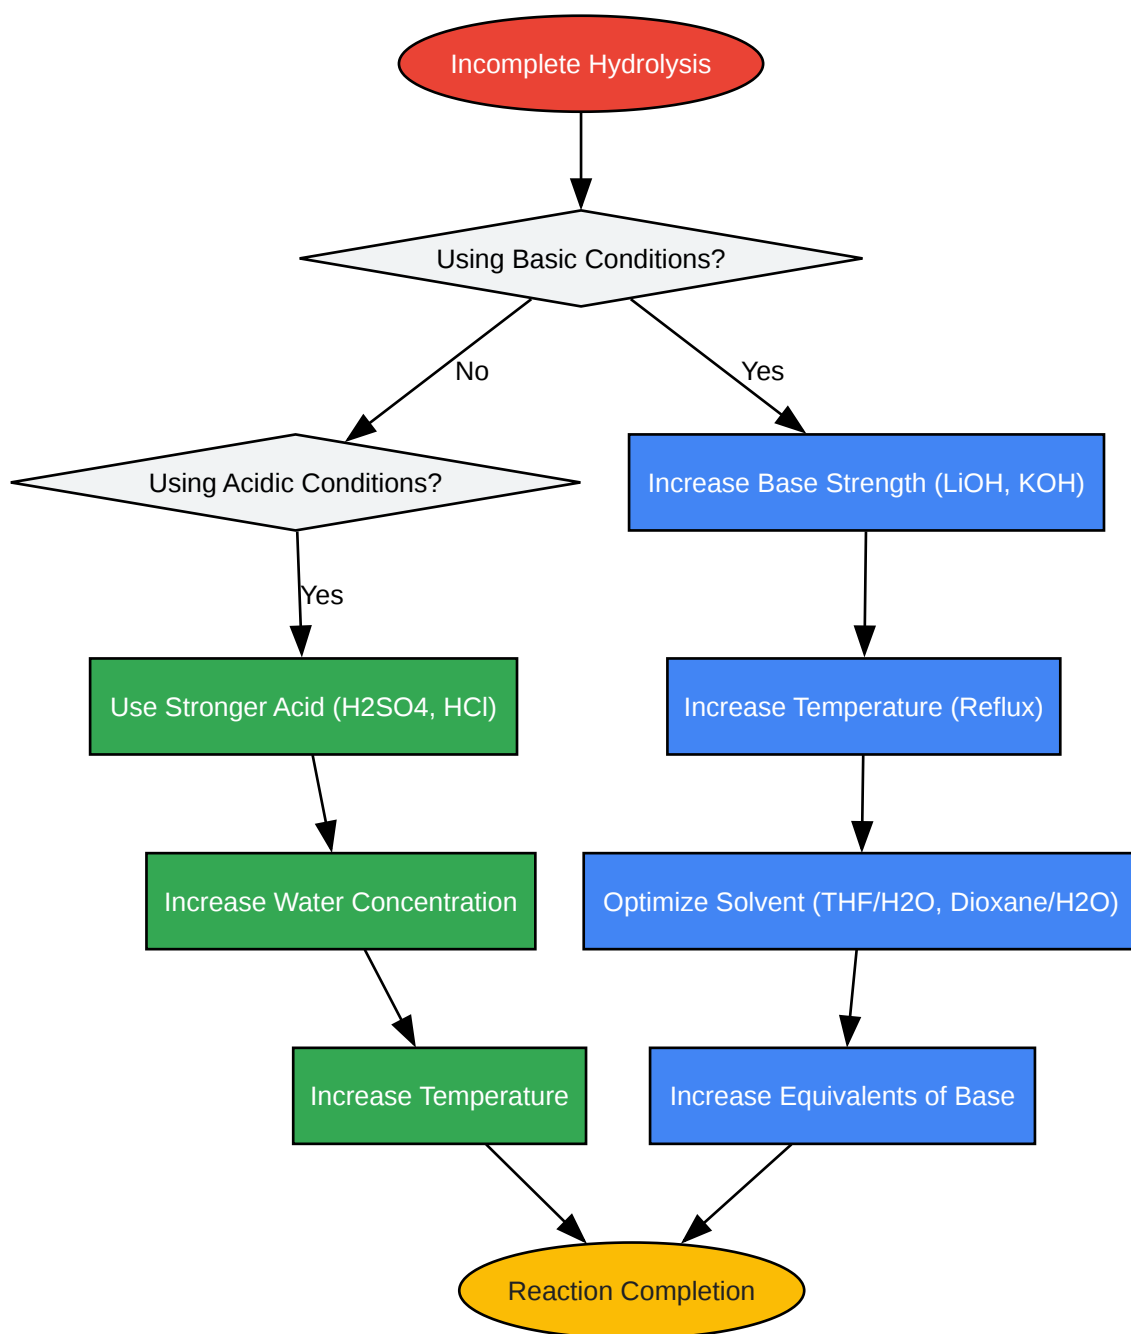 Incomplete Hydrolysis
Using Basic Conditions?
No
Yes
Using Acidic Conditions?
Increase Base Strength (LiOH, KOH)
Yes
Use Stronger Acid (H2SO4, HCl)
Increase Temperature (Reflux)
Increase Water Concentration
Optimize Solvent (THF/H2O, Dioxane/H2O)
Increase Temperature
Increase Equivalents of Base
Reaction Completion